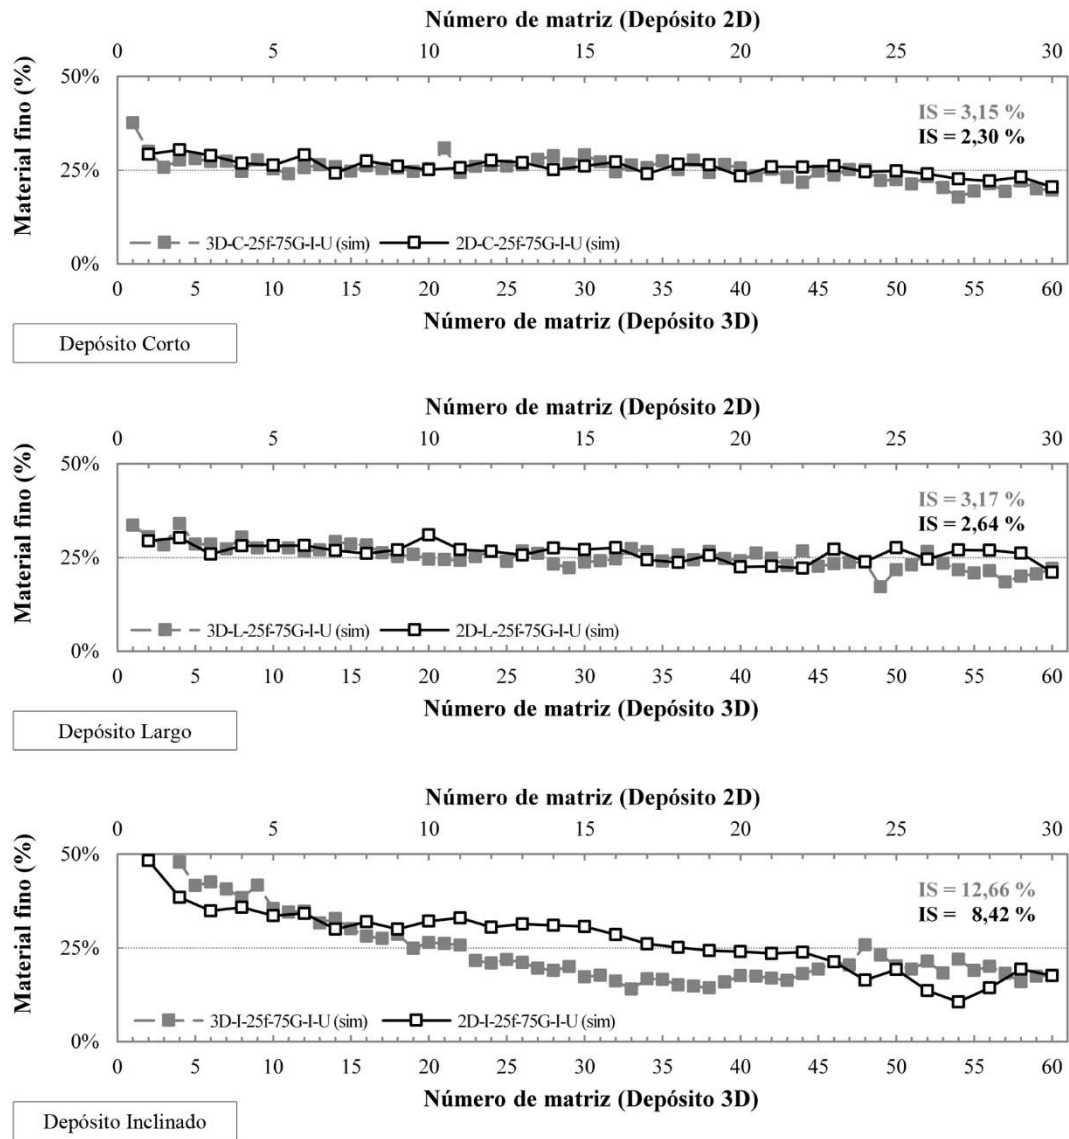 Número de matriz (Depósito 2D)
0 5 10 15 20 25 30
50%
25%
0%
Material fino (%)
IS = 3,15 %
IS = 2,30 %
3D-C-25f-75G-I-U (sim) 2D-C-25f-75G-I-U (sim)
0 5 10 15 20 25 30 35 40 45 50 55 60
Número de matriz (Depósito 3D)
Depósito Corto
Número de matriz (Depósito 2D)
0 5 10 15 20 25 30
50%
25%
0%
Material fino (%)
IS = 3,17 %
IS = 2,64 %
3D-L-25f-75G-I-U (sim) 2D-L-25f-75G-I-U (sim)
0 5 10 15 20 25 30 35 40 45 50 55 60
Número de matriz (Depósito 3D)
Depósito Largo
Número de matriz (Depósito 2D)
0 5 10 15 20 25 30
50%
25%
0%
Material fino (%)
IS = 12,66 %
IS = 8,42 %
3D-I-25f-75G-I-U (sim) 2D-I-25f-75G-I-U (sim)
0 5 10 15 20 25 30 35 40 45 50 55 60
Número de matriz (Depósito 3D)
Depósito Inclinado